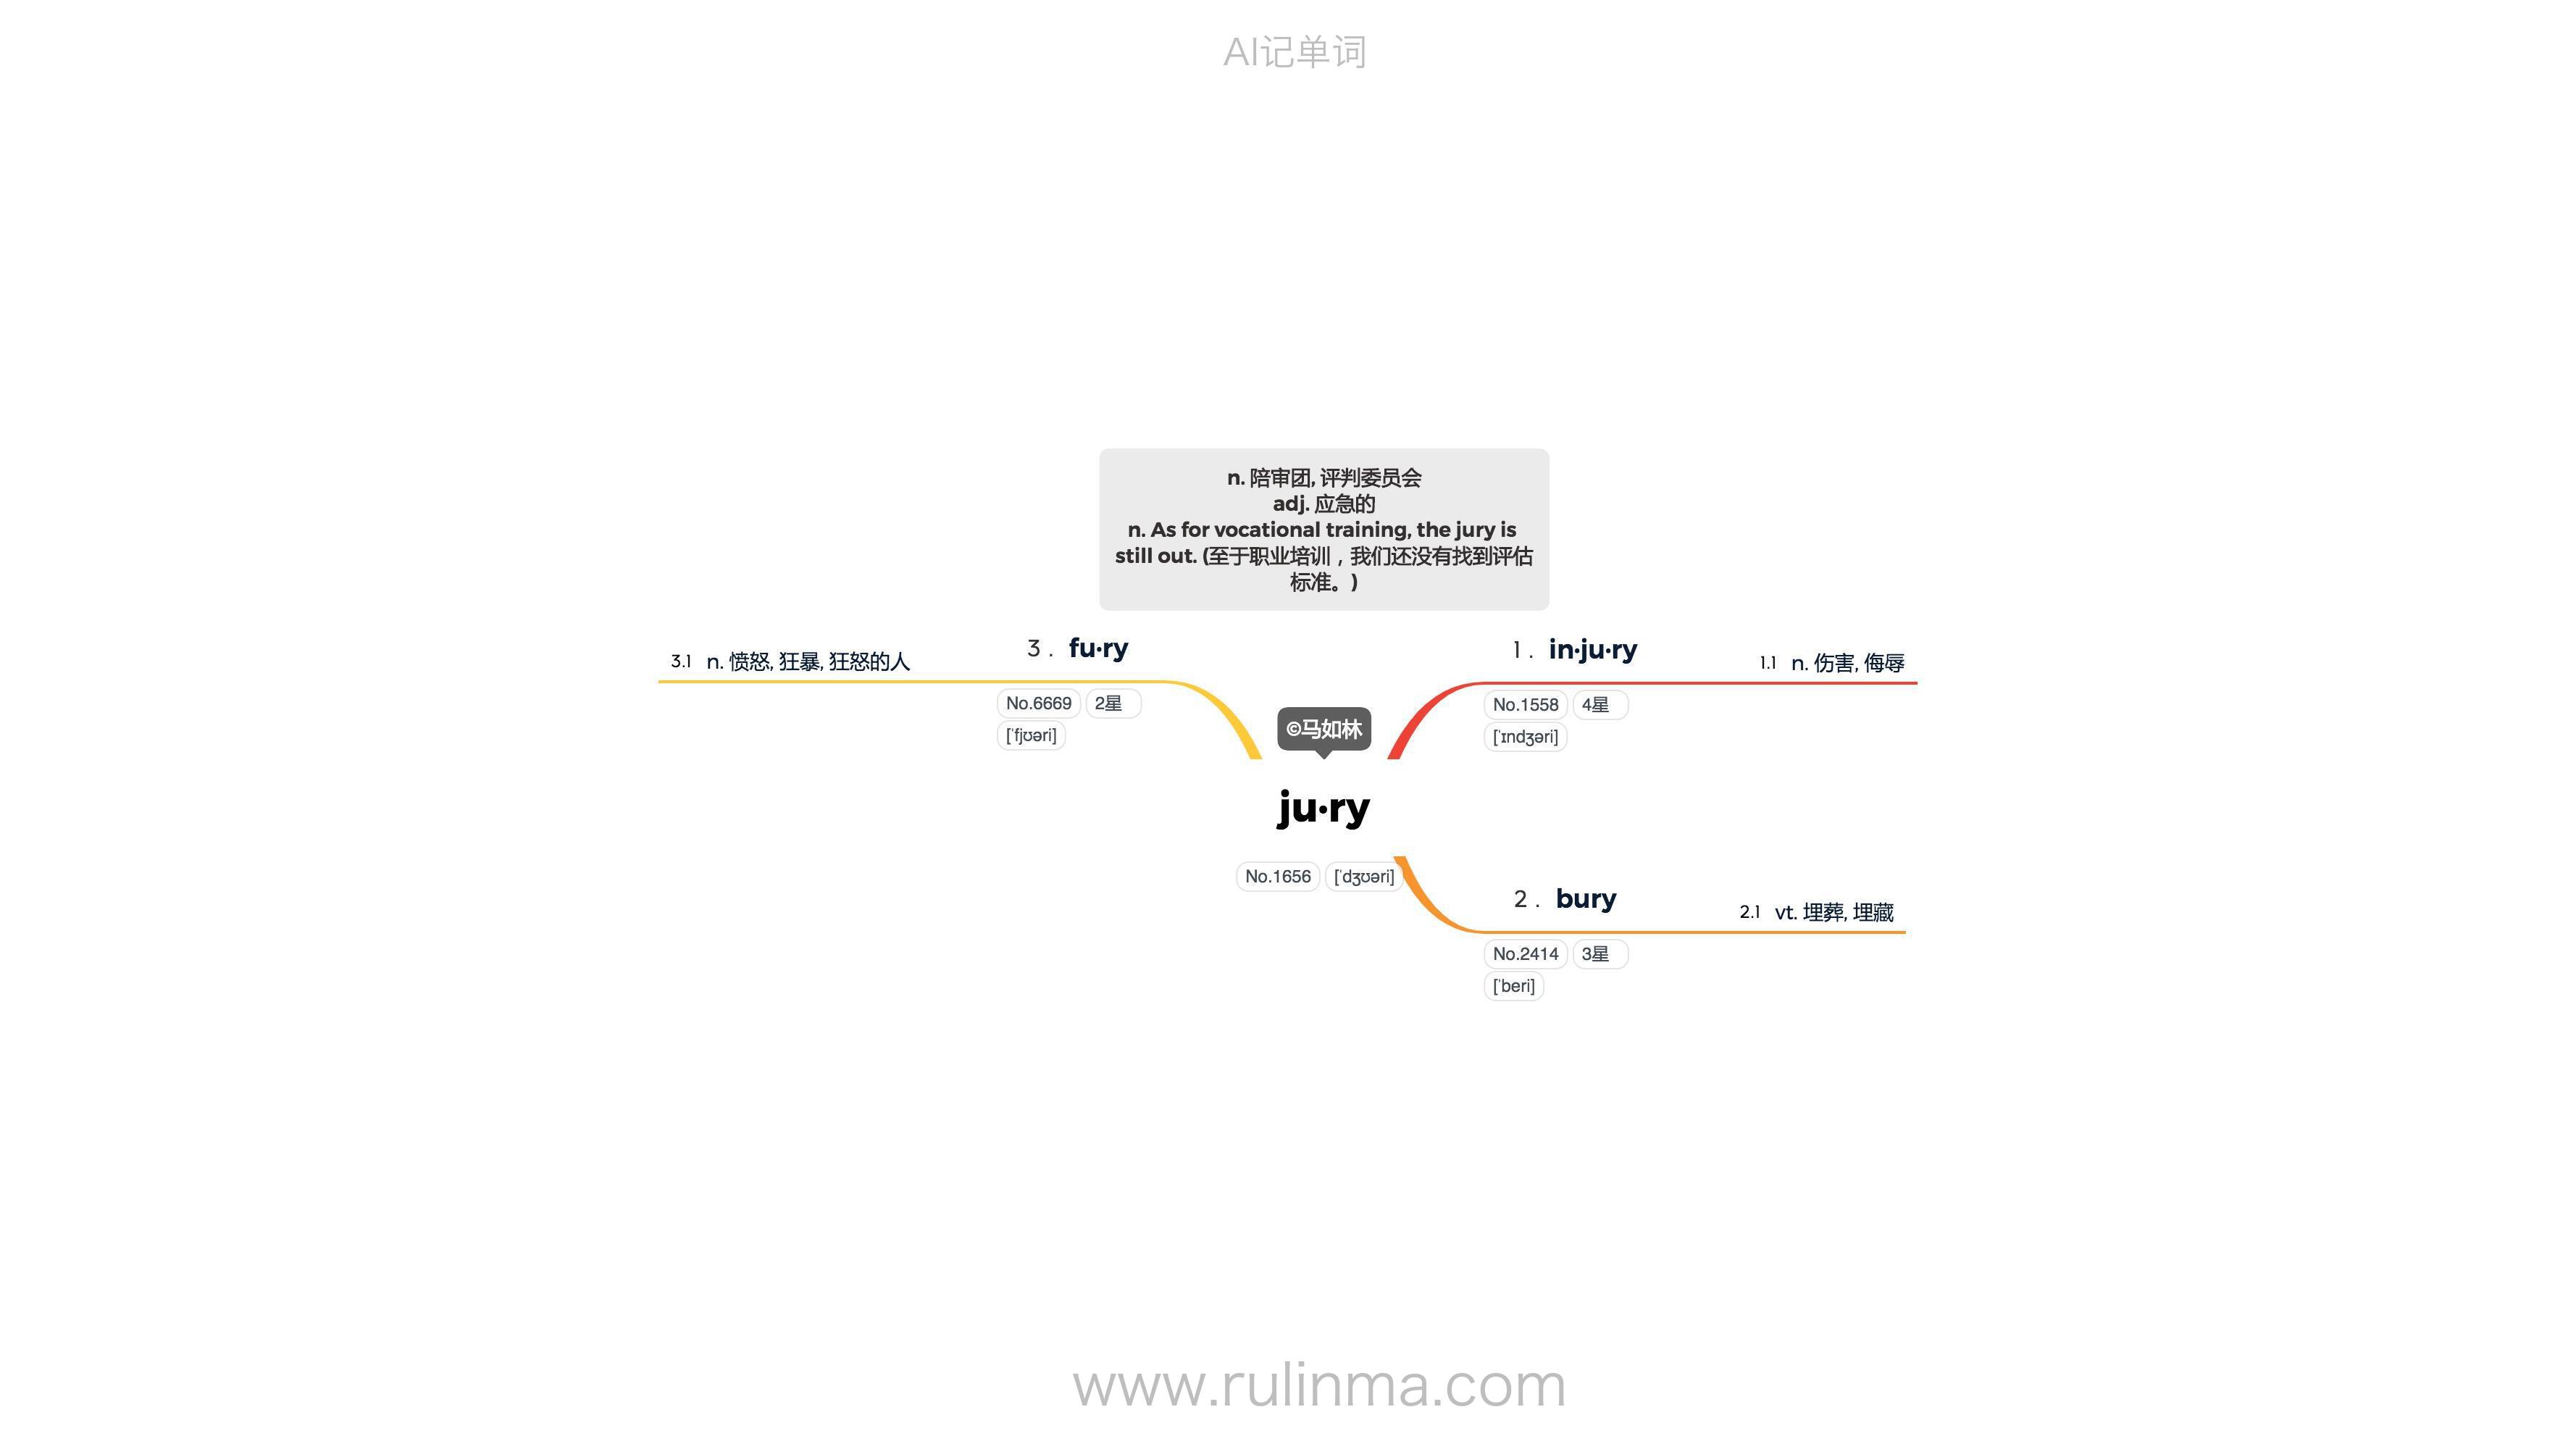 AI记单词
n. 陪审团, 评判委员会
adj. 应急的
n. As for vocational training, the jury is
still out. (至于职业培训，我们还没有找到评估
标准。)
3.1 n. 愤怒, 狂暴, 狂怒的人
3 . fu·ry
No.6669 2星
[ˈfjʊəri]
1 . in·ju·ry
1.1 n. 伤害, 侮辱
No.1558 4星
[ˈɪndʒəri]
©马如林
ju·ry
No.1656 [ˈdʒʊəri]
2 . bury
2.1 vt. 埋葬, 埋藏
No.2414 3星
[ˈberi]
www.rulinma.com